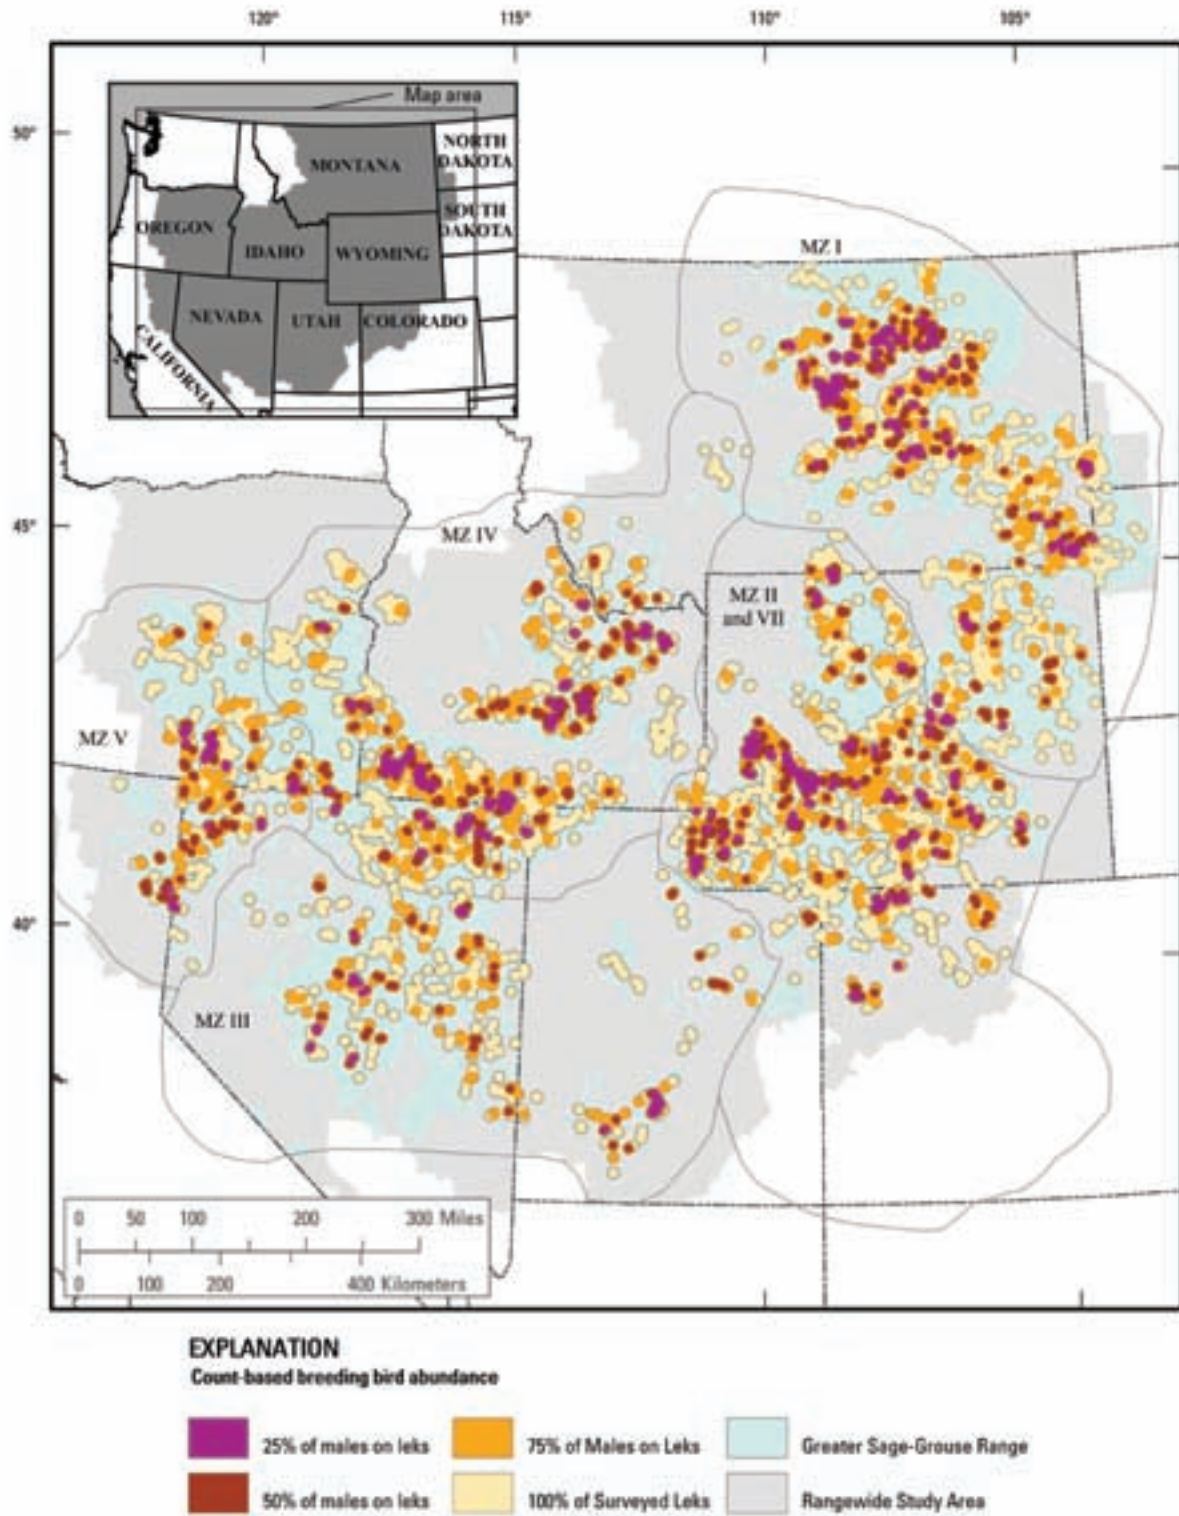 120° 115° 110° 105°
50°
45°
40°
Map area
MONTANA
NORTH
DAKOTA
SOUTH
DAKOTA
OREGON
IDAHO
WYOMING
NEVADA
UTAH
COLORADO
CALIFORNIA
MZ I
MZ IV
MZ II
and VII
MZ V
MZ III
0 50 100 200 300 Miles
0 100 200 400 Kilometers
EXPLANATION
Count-based breeding bird abundance
25% of males on leks
75% of Males on Leks
Greater Sage-Grouse Range
50% of males on leks
100% of Surveyed Leks
Rangewide Study Area